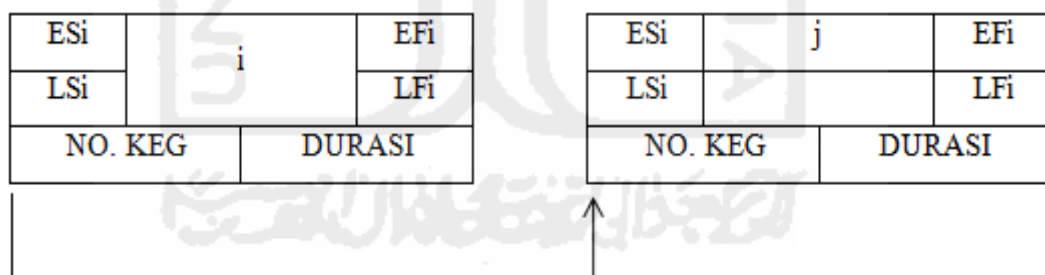 ESi i EFi
LSi LFi
NO. KEG DURASI
ESi j EFi
LSi LFi
NO. KEG DURASI